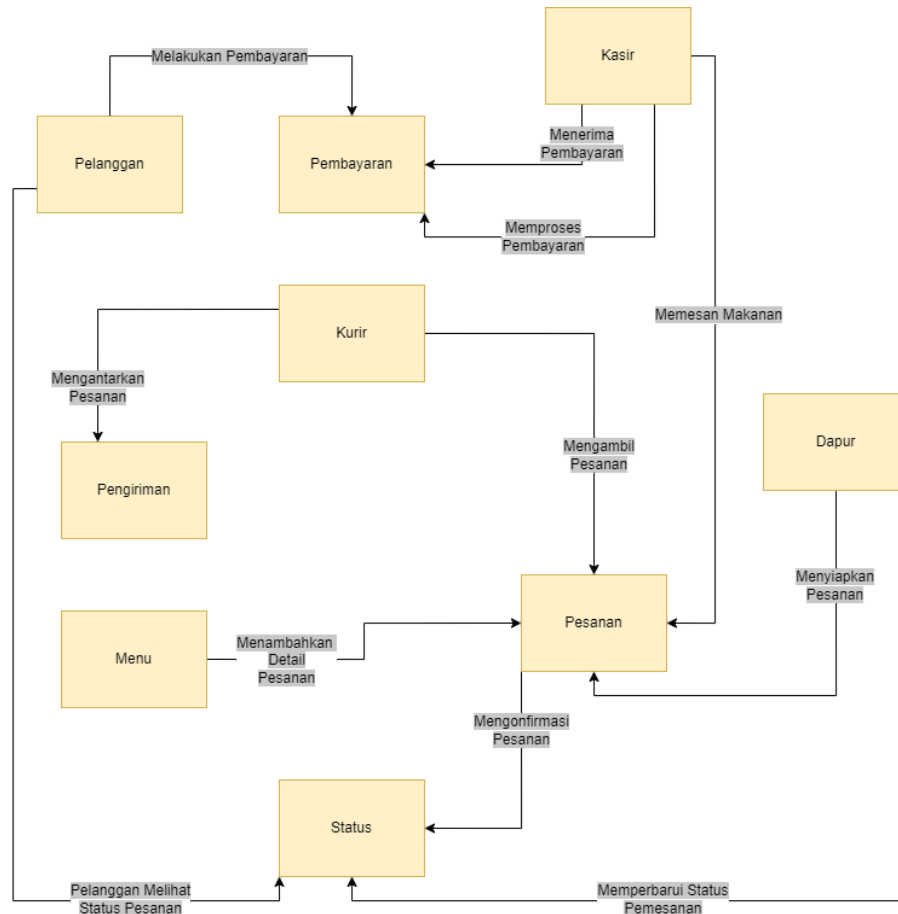 Kasir
Melakukan Pembayaran
Menerima
Pembayaran
Pelanggan
Pembayaran
Memproses
Pembayaran
Memesan Makanan
Kurir
Mengantarkan
Pesanan
Mengambil
Pesanan
Dapur
Pengiriman
Menyiapkan
Pesanan
Pesanan
Menambahkan
Detail
Pesanan
Menu
Mengonfirmasi
Pesanan
Status
Pelanggan Melihat
Status Pesanan
Memperbarui Status
Pemesanan